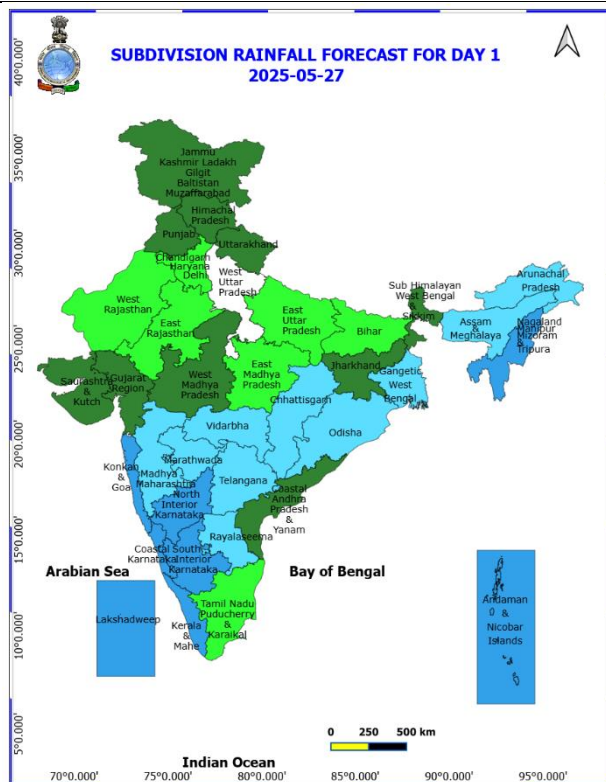 SUBDIVISION RAINFALL FORECAST FOR DAY 1
2025-05-27
40°0.000'
35°0.000'
30°0.000'
25°0.000'
20°0.000'
15°0.000'
10°0.000'
5°0.000'
Jammu
Kashmir Ladakh
Gilgit
Baltistan
Muzaffarabad
Himachal
Pradesh
Punjab
Uttarakhand
Chandigarh
Haryana
Delhi
West
Uttar
Pradesh
West
Rajasthan
East
Rajasthan
East
Uttar
Pradesh
Bihar
Sub Himalayan
West Bengal
&
Sikkim
Arunachal
Pradesh
Assam
&
Meghalaya
Nagaland
Manipur
Mizoram
&
Tripura
Saurashtra
&
Kutch
Gujarat
Region
West
Madhya
Pradesh
East
Madhya
Pradesh
Jharkhand
Gangetic
West
Bengal
Chhattisgarh
Odisha
Vidarbha
Marathwada
Madhya
Maharashtra
Konkan
&
Goa
Telangana
North
Interior
Karnataka
Coastal
Andhra
Pradesh
&
Yanam
Rayalaseema
Coastal
Karnataka
South
Interior
Karnataka
Arabian Sea
Bay of Bengal
Lakshadweep
Kerala
&
Mahe
Tamil Nadu
Puducherry
&
Karaikal
Andaman
&
Nicobar
Islands
0 250 500 km
Indian Ocean
70°0.000' 75°0.000' 80°0.000' 85°0.000' 90°0.000' 95°0.000'